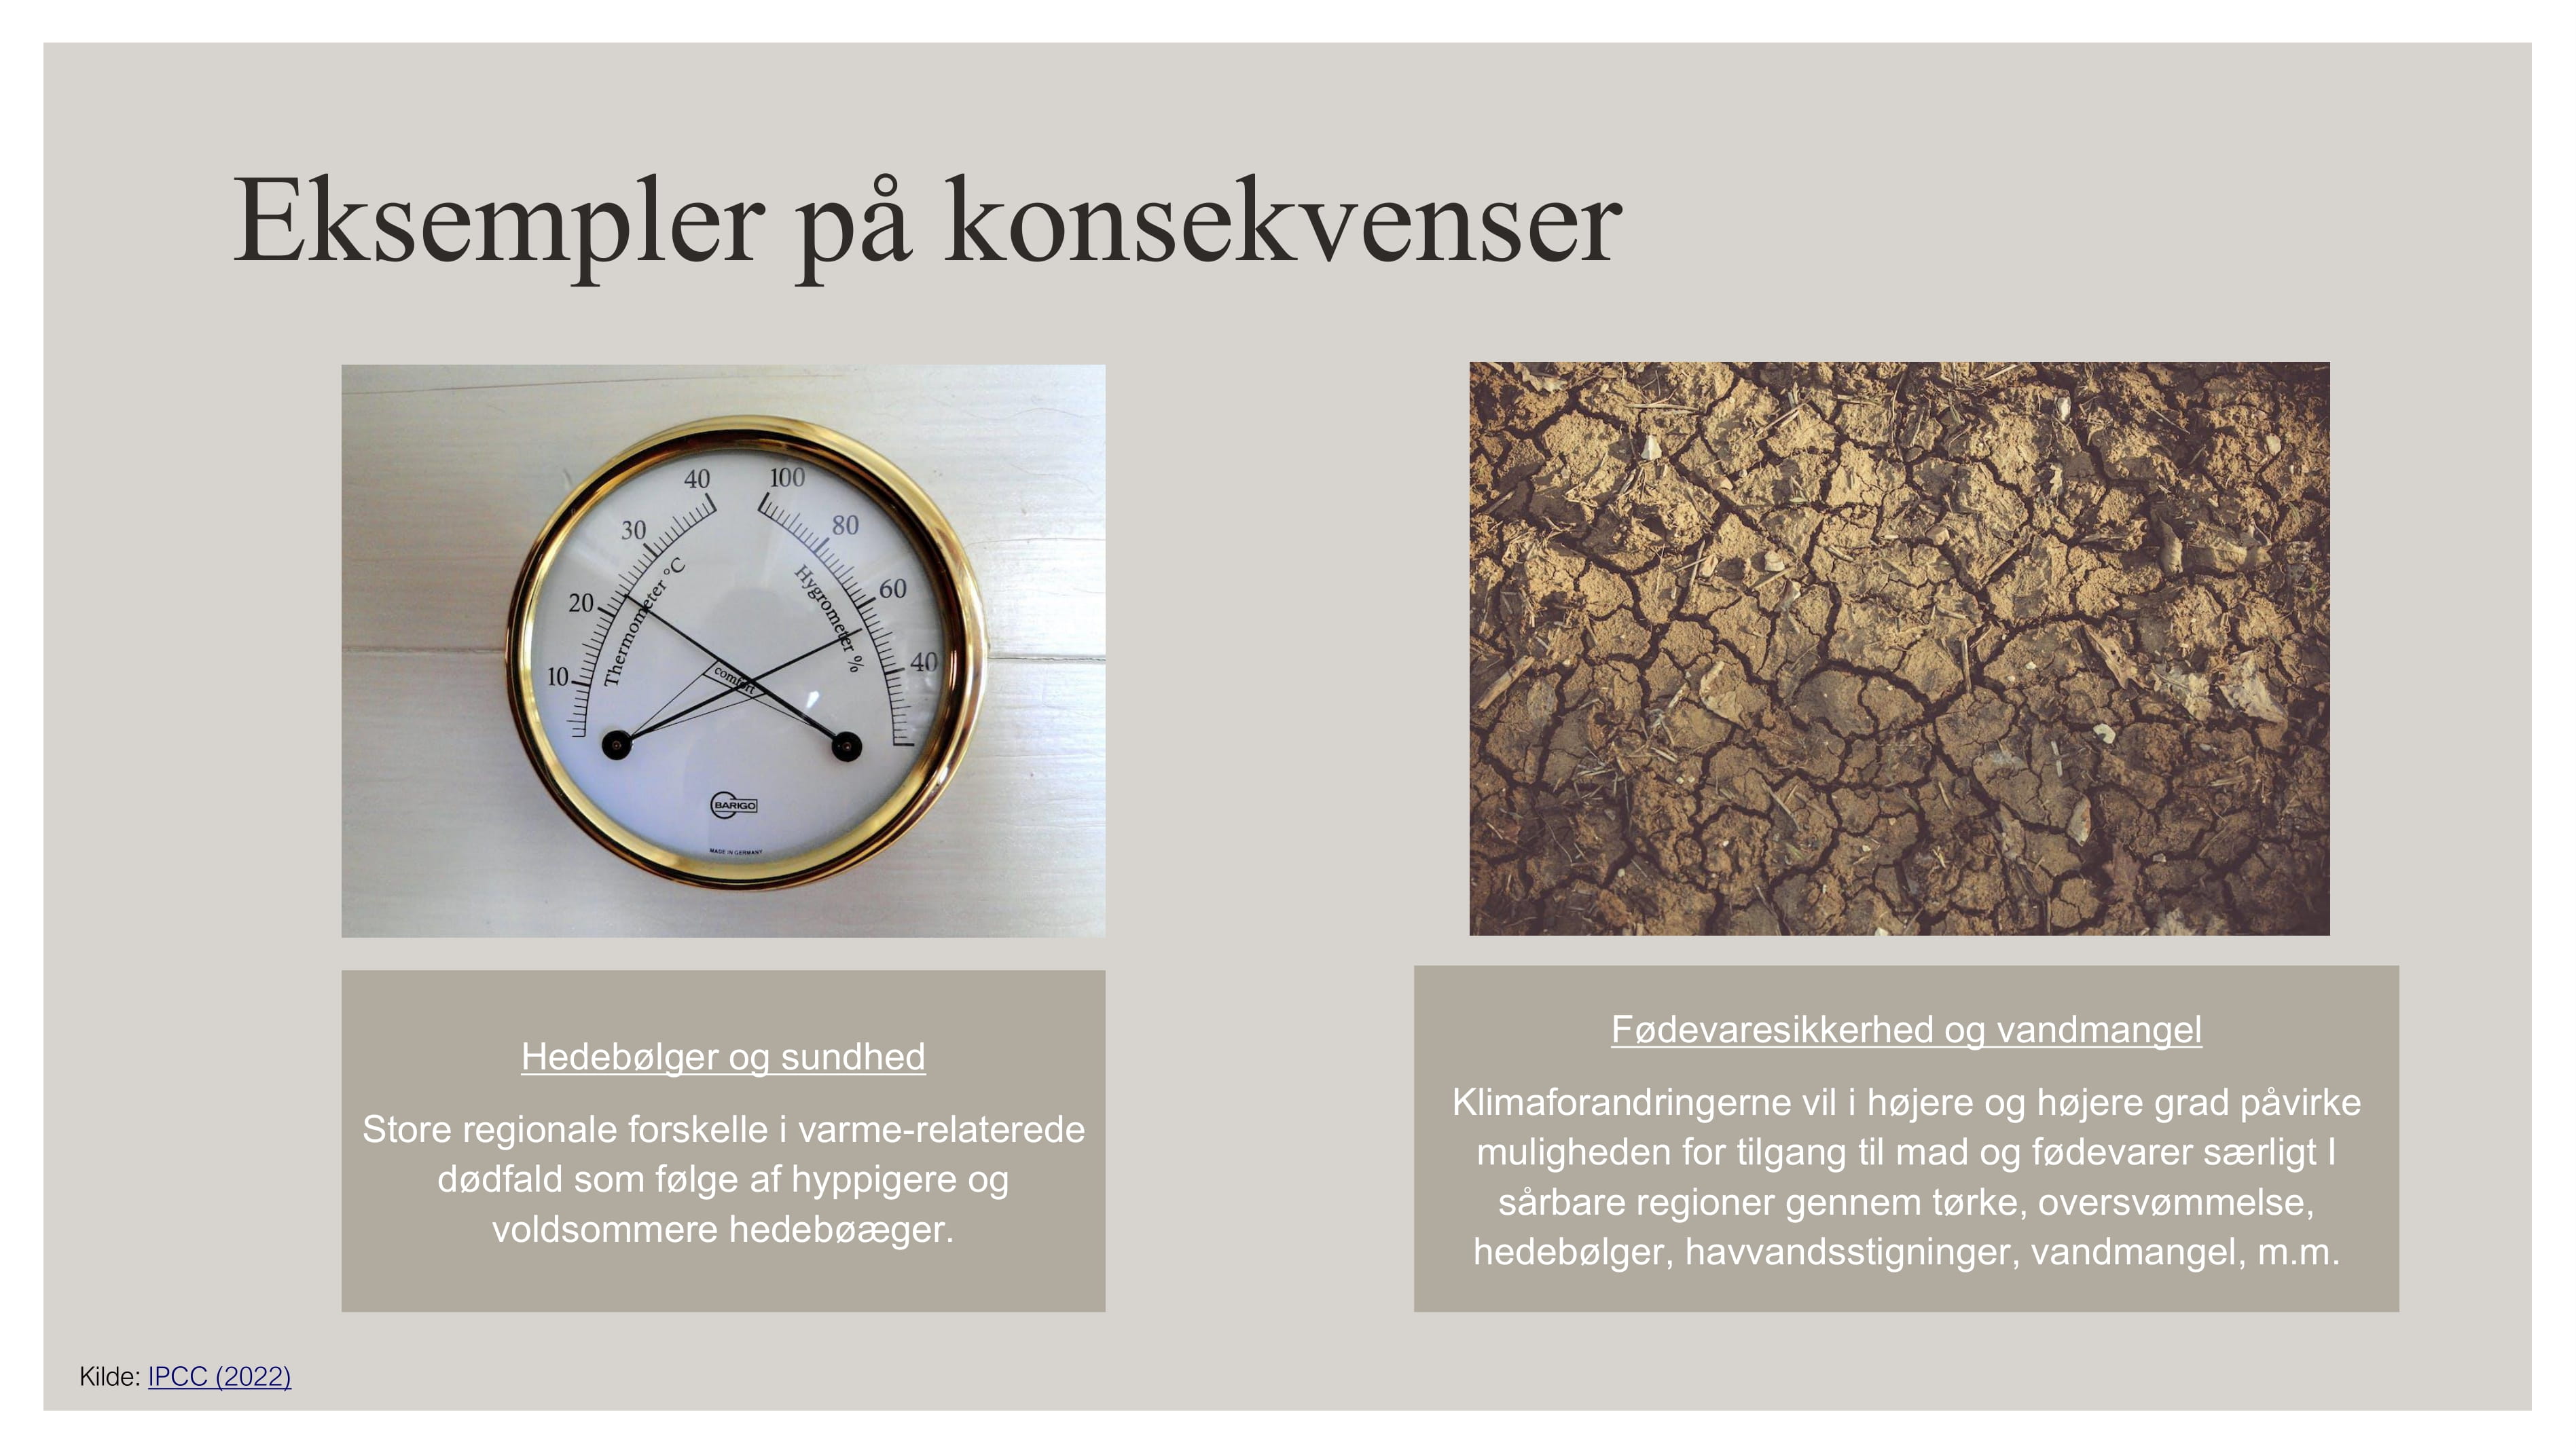 Eksempler på konsekvenser
40
100
30
80
20
60
10
40
Thermometer °C
Hygrometer %
comfort
BARIGO
MADE IN GERMANY
Hedebølger og sundhed
Store regionale forskelle i varme-relaterede
dødfald som følge af hyppigere og
voldsommere hedebøæger.
Fødevaresikkerhed og vandmangel
Klimaforandringerne vil i højere og højere grad påvirke
muligheden for tilgang til mad og fødevarer særligt I
sårbare regioner gennem tørke, oversvømmelse,
hedebølger, havvandsstigninger, vandmangel, m.m.
Kilde: IPCC (2022)